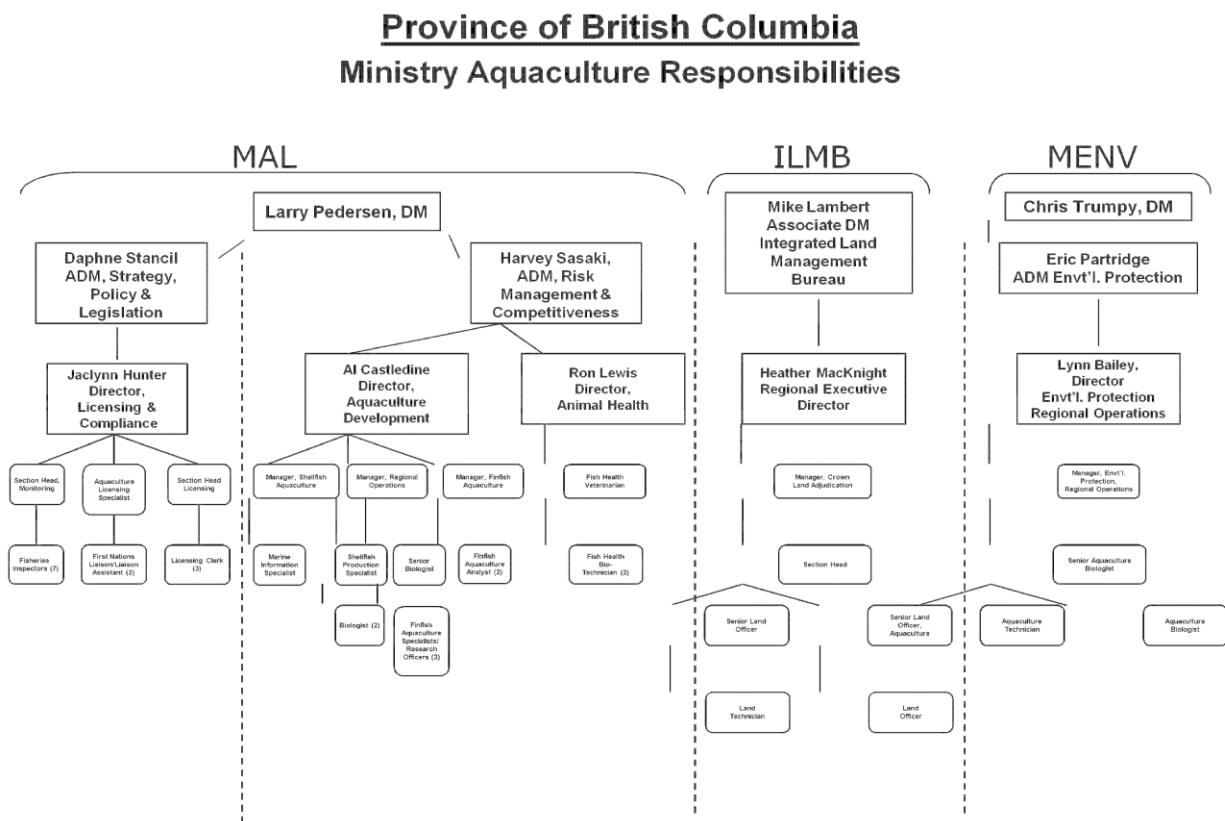 Province of British Columbia
Ministry Aquaculture Responsibilities
MAL
ILMB
MENV
Larry Pedersen, DM
Mike Lambert
Associate DM
Integrated Land
Management
Bureau
Chris Trumpy, DM
Daphne Stancil
ADM, Strategy,
Policy &
Legislation
Harvey Sasaki,
ADM, Risk
Management &
Competitiveness
Eric Partridge
ADM Envt'l. Protection
Jaclynn Hunter
Director,
Licensing &
Compliance
Al Castledine
Director,
Aquaculture
Development
Ron Lewis
Director,
Animal Health
Heather MacKnight
Regional Executive
Director
Lynn Bailey,
Director
Envt'l. Protection
Regional Operations
Section Head,
Monitoring
Aquaculture
Licensing
Specialist
Section Head
Licensing
Manager, Shellfish
Aquaculture
Manager, Regional
Operations
Manager, Finfish
Aquaculture
Fish Health
Veterinarian
Manager, Crown
Land Adjudication
Manager, Envt'l.
Protection,
Regional Operations
Fisheries
Inspectors (7)
First Nations
Liaison/Liaison
Assistant (2)
Licensing Clerk
(3)
Marine
Information
Specialist
Shellfish
Production
Specialist
Senior
Biologist
Finfish
Aquaculture
Analyst (2)
Fish Health
Bio-
Technician (2)
Section Head
Senior Aquaculture
Biologist
Biologist (2)
Finfish
Aquaculture
Specialists/
Research
Officers (3)
Senior Land
Officer
Senior Land
Officer,
Aquaculture
Aquaculture
Technician
Aquaculture
Biologist
Land
Technician
Land
Officer